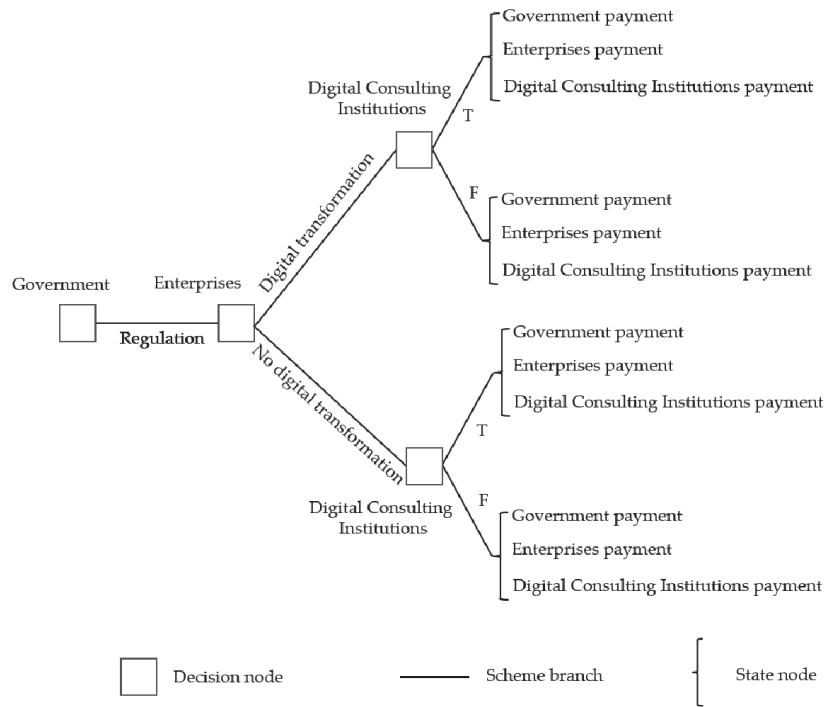 Government payment
Enterprises payment
Digital Consulting Institutions payment
Digital Consulting
Institutions
T
F
Digital transformation
Government payment
Enterprises payment
Digital Consulting Institutions payment
Government
Enterprises
Regulation
No digital transformation
Government payment
Enterprises payment
Digital Consulting Institutions payment
T
Digital Consulting
Institutions
F
Government payment
Enterprises payment
Digital Consulting Institutions payment
Decision node
Scheme branch
State node